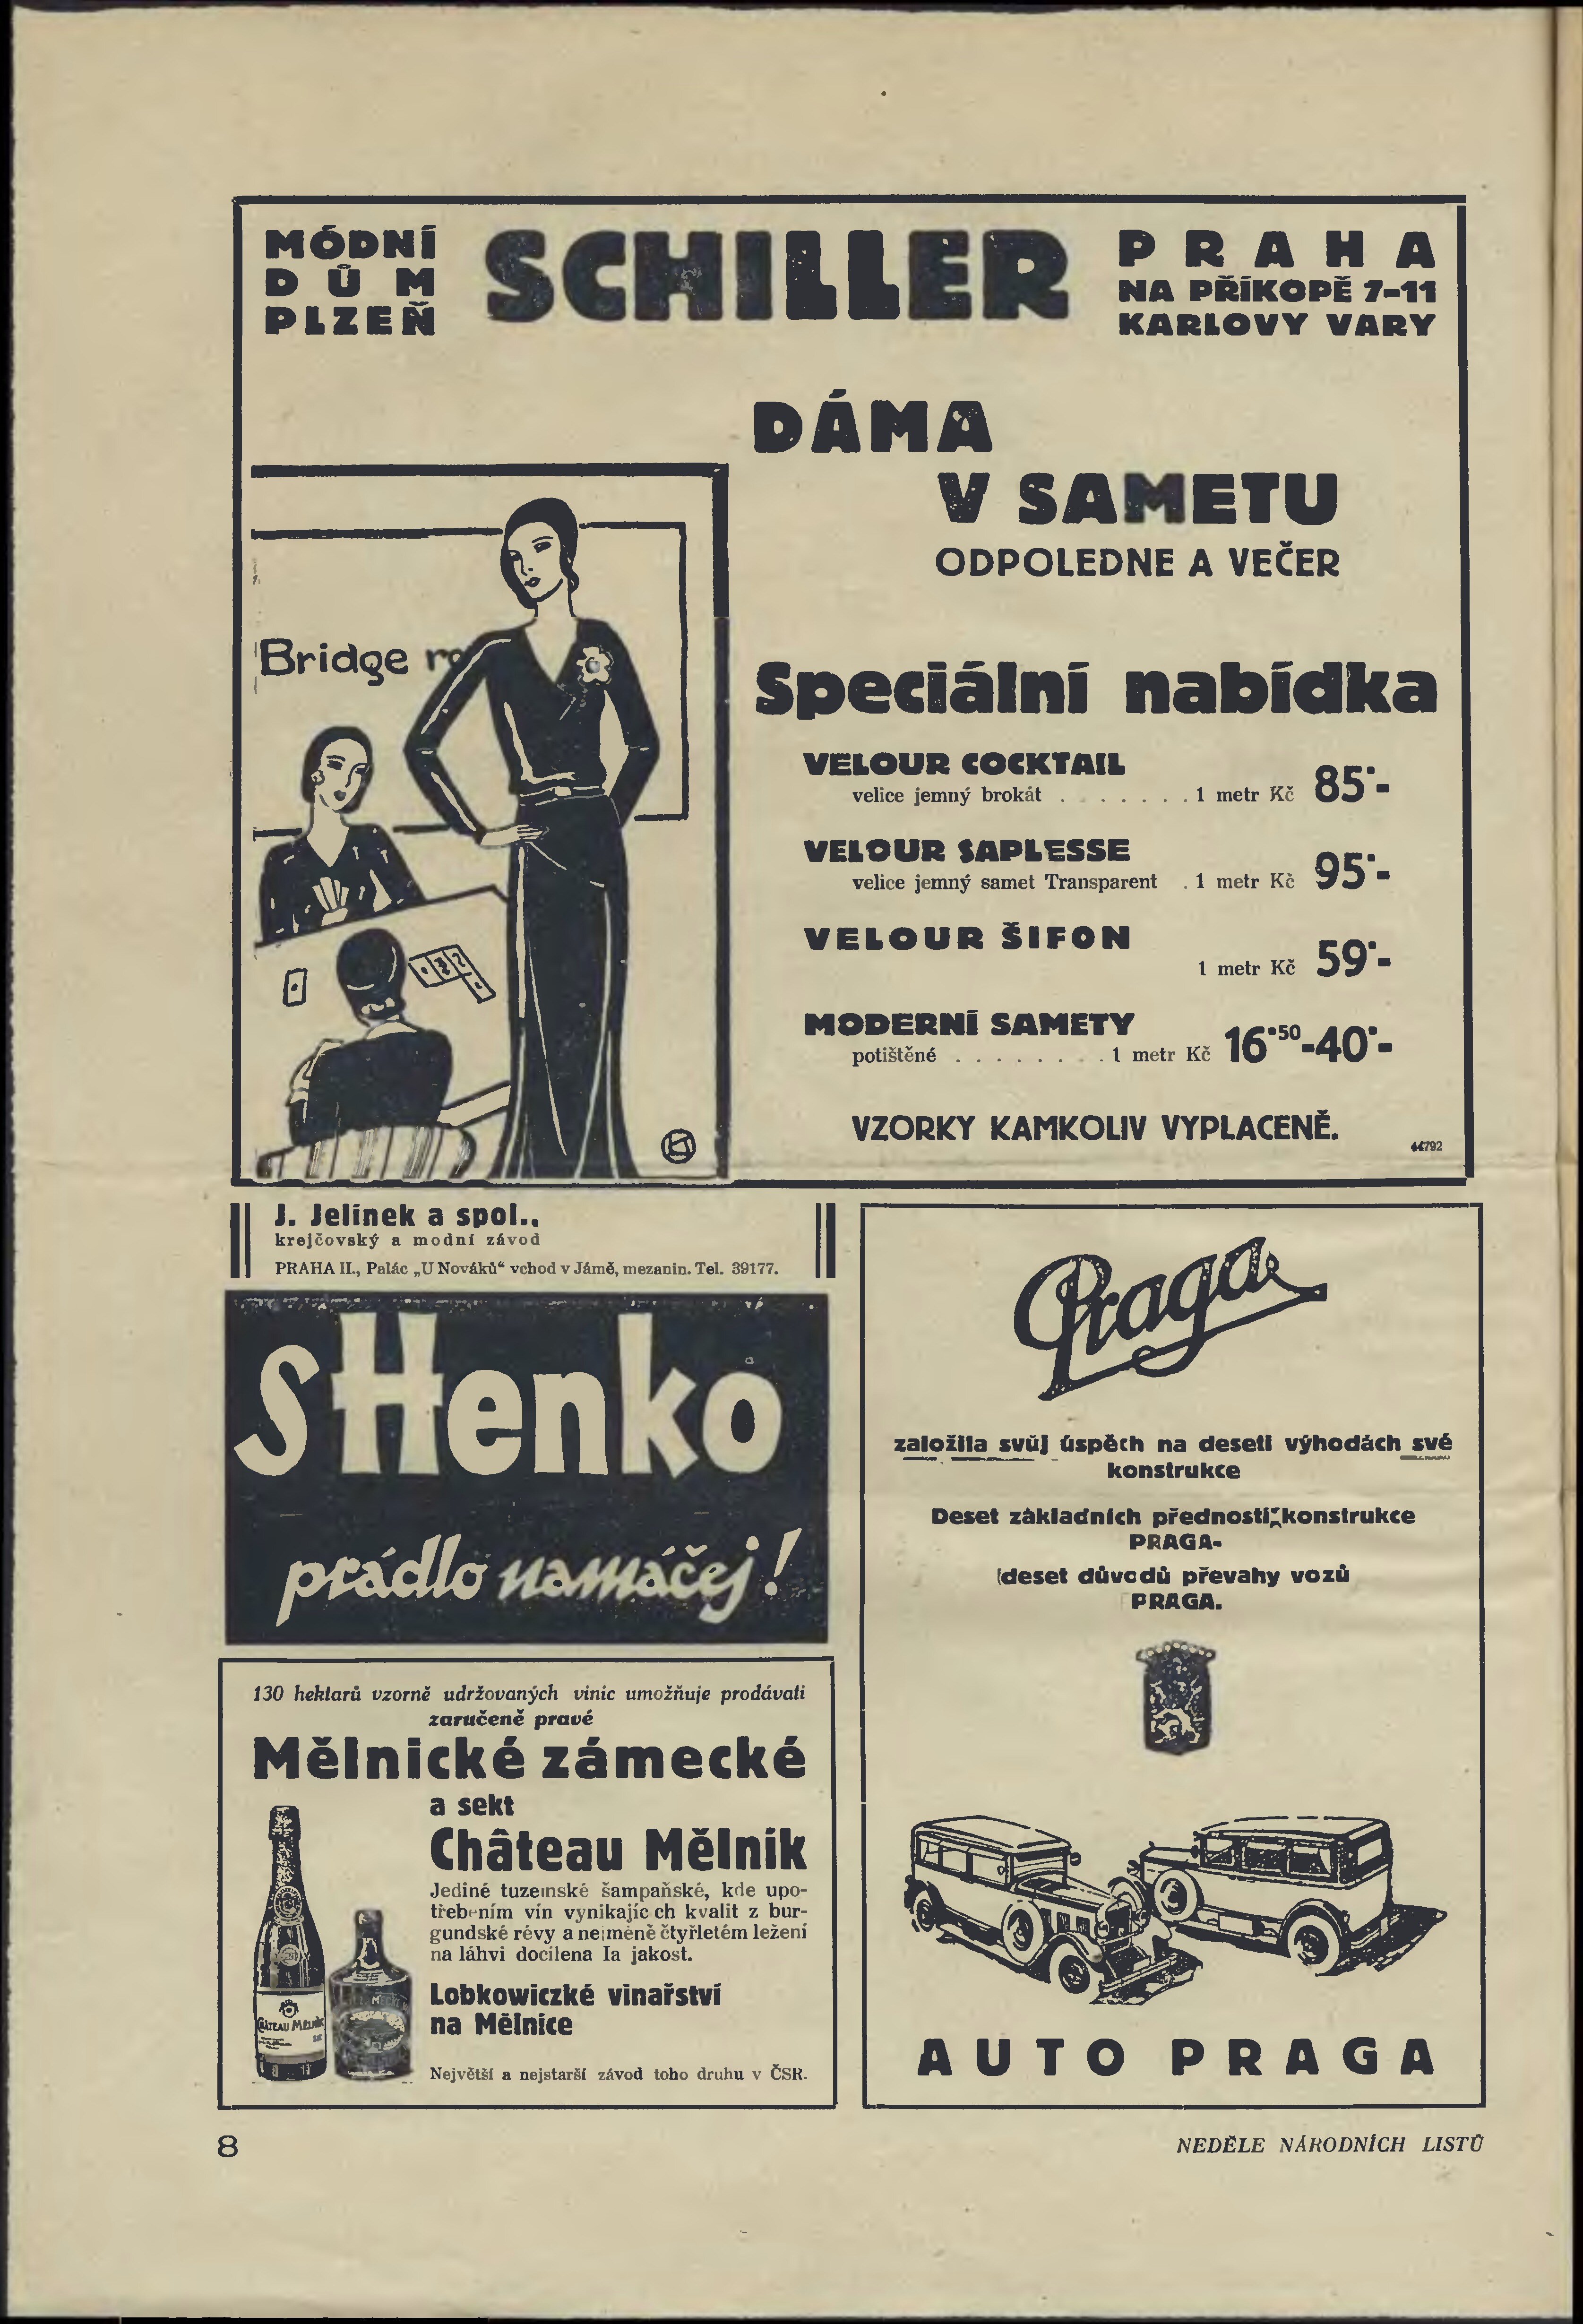 MÓDNÍ
DŮM
PLZEŇ
SCHILLER
PRAHA
NA PŘÍKOPĚ 7-11
KARLOVY VARY
DÁMA
V SAMETU
ODPOLEDNE A VEČER
Bridge
Speciální nabídka
VELOUR COCKTAIL
velice jemný brokát . . . . . . . 1 metr Kč 85·-
VELOUR SAPLESSE
velice jemný samet Transparent . 1 metr Kč 95·-
VELOUR ŠIFON
1 metr Kč 59·-
MODERNÍ SAMETY
potištěné . . . . . . . . 1 metr Kč 16·50-40·-
VZORKY KAMKOLIV VYPLACENĚ.
44792
J. Jelínek a spol.,
krejčovský a modní závod
PRAHA II., Palác „U Nováků“ vchod v Jámě, mezanin. Tel. 39177.
SHenko
prádlo namáčej!
130 hektarů vzorně udržovaných vinic umožňuje prodávati
zaručeně pravé
Mělnické zámecké
a sekt
Château Mělník
Jediné tuzemské šampaňské, kde upo-
třebením vín vynikajících kvalit z bur-
gundské révy a nejméně čtyřletém ležení
na láhvi docílena Ia jakost.
Lobkowiczké vinařství
na Mělníce
Největší a nejstarší závod toho druhu v ČSR.
CHÂTEAU MĚLNÍK
Praga
založila svůj úspěch na deseti výhodách své
konstrukce
Deset základních předností konstrukce
PRAGA-
deset důvodů převahy vozů
PRAGA.
AUTO PRAGA
8
NEDĚLE NÁRODNÍCH LISTŮ